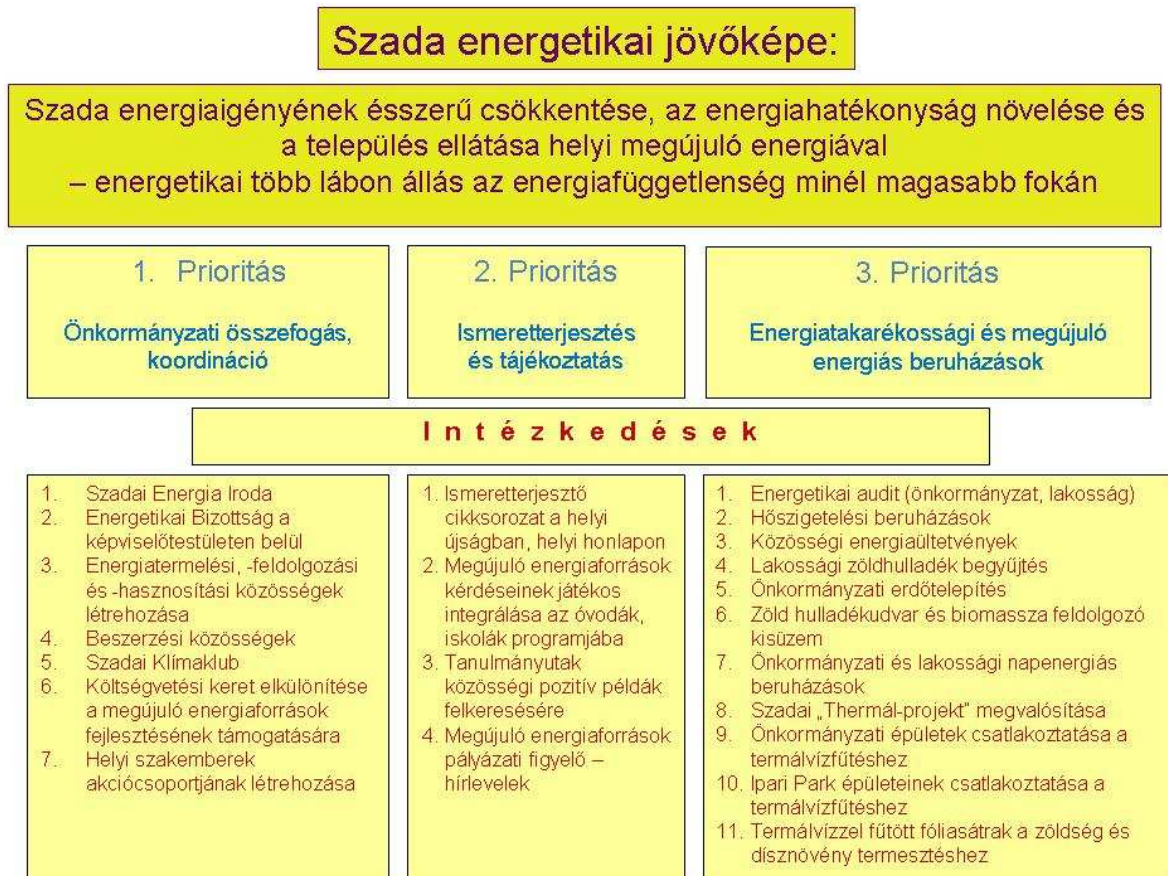 Szada energetikai jövőképe:
Szada energiaigényének ésszerű csökkentése, az energiahatékonyság növelése és
a település ellátása helyi megújuló energiával
– energetikai több lábon állás az energiafüggetlenség minél magasabb fokán
1. Prioritás
Önkormányzati összefogás,
koordináció
2. Prioritás
Ismeretterjesztés
és tájékoztatás
3. Prioritás
Energiatakarékossági és megújuló
energiás beruházások
I n t é z k e d é s e k
1. Szadai Energia Iroda
2. Energetikai Bizottság a
képviselőtestületen belül
3. Energiatermelési, -feldolgozási
és -hasznosítási közösségek
létrehozása
4. Beszerzési közösségek
5. Szadai Klímaklub
6. Költségvetési keret elkülönítése
a megújuló energiaforrások
fejlesztésének támogatására
7. Helyi szakemberek
akciócsoportjának létrehozása
1. Ismeretterjesztő
cikksorozat a helyi
újságban, helyi honlapon
2. Megújuló energiaforrások
kérdéseinek játékos
integrálása az óvodák,
iskolák programjába
3. Tanulmányutak
közösségi pozitív példák
felkeresésére
4. Megújuló energiaforrások
pályázati figyelő –
hírlevelek
1. Energetikai audit (önkormányzat, lakosság)
2. Hőszigetelési beruházások
3. Közösségi energiaültetvények
4. Lakossági zöldhulladék begyűjtés
5. Önkormányzati erdőtelepítés
6. Zöld hulladékudvar és biomassza feldolgozó
kisüzem
7. Önkormányzati és lakossági napenergiás
beruházások
8. Szadai „Thermál-projekt" megvalósítása
9. Önkormányzati épületek csatlakoztatása a
termálvízfűtéshez
10. Ipari Park épületeinek csatlakoztatása a
termálvízfűtéshez
11. Termálvízzel fűtött fóliasátrak a zöldség és
dísznövény termesztéshez